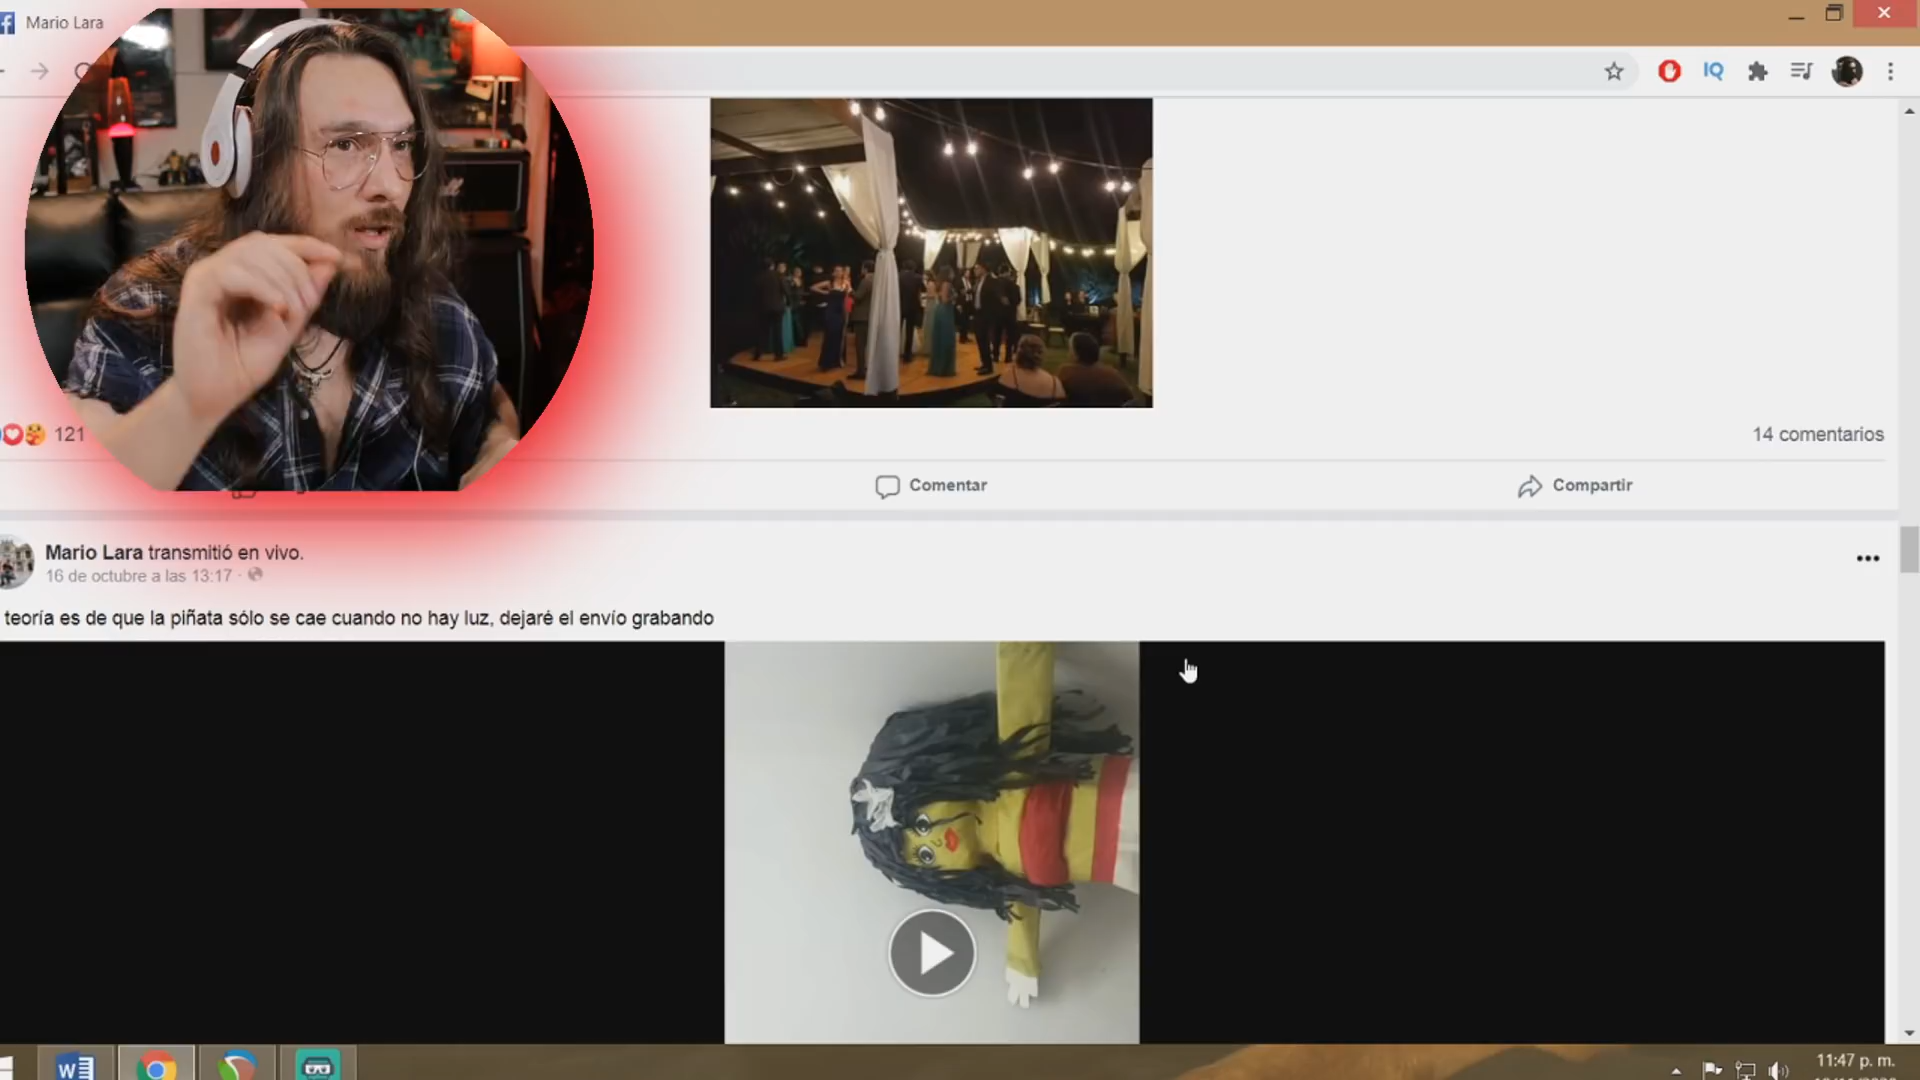 Mario Lara
IQ
121
14 comentarios
Comentar
Compartir
Mario Lara transmitió en vivo.
16 de octubre a las 13:17 ·
teoría es de que la piñata sólo se cae cuando no hay luz, dejaré el envío grabando
W
11:47 p. m.